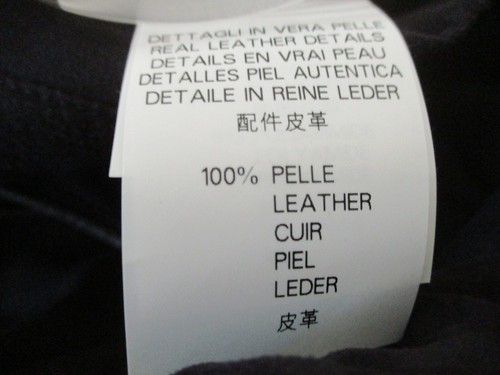 DETTAGLI IN VERA PELLE
REAL LEATHER DETAILS
DETAILS EN VRAI PEAU
DETALLES PIEL AUTENTICA
DETAILE IN REINE LEDER
配件皮革
100% PELLE
LEATHER
CUIR
PIEL
LEDER
皮革